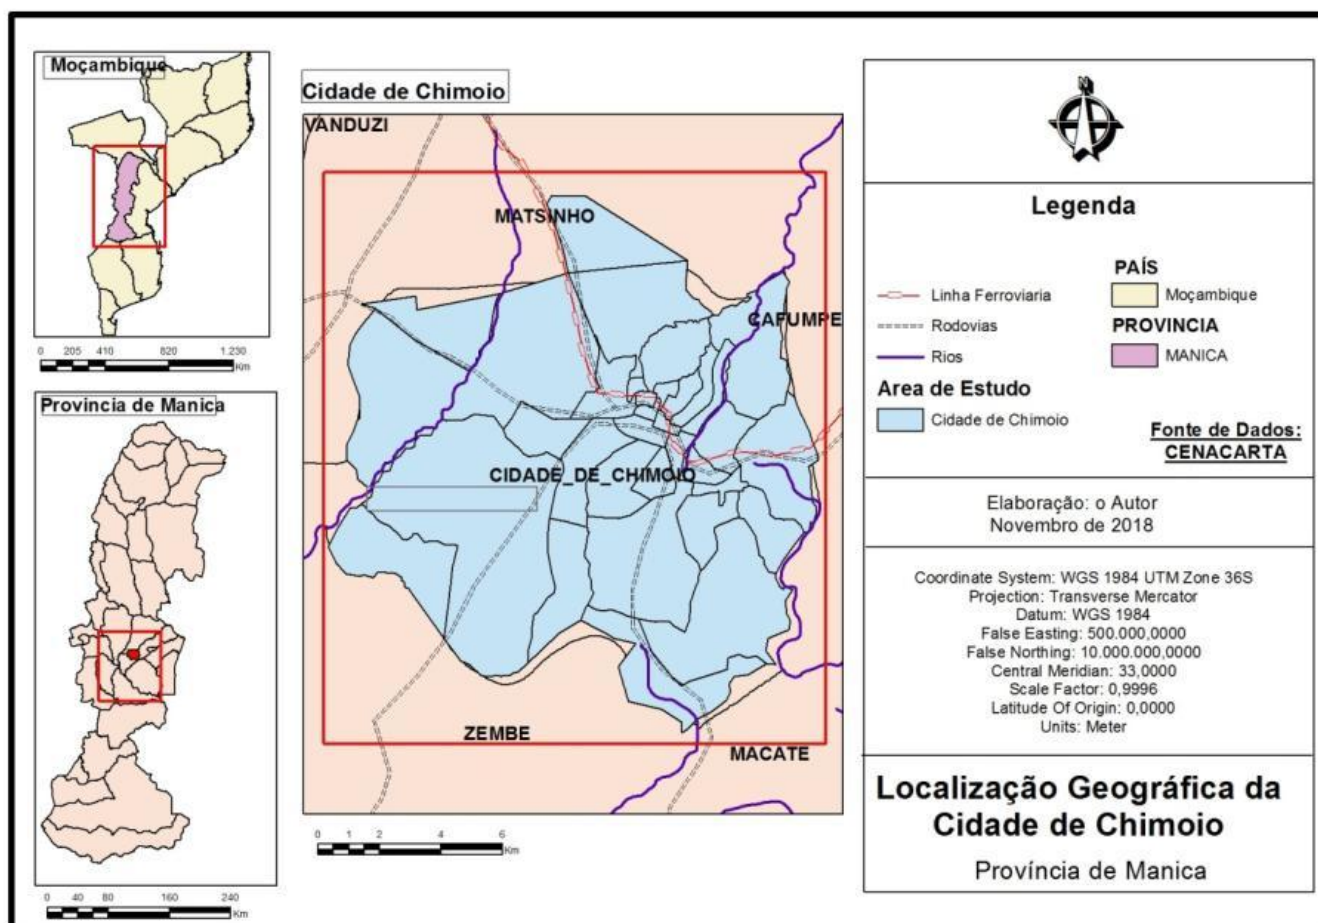 Moçambique
0 205 410 820 1.230
Km
Provincia de Manica
0 40 80 160 240
Km
Cidade de Chimoio
VANDUZI
MATSINHO
CAFUMPE
CIDADE_DE_CHIMOIO
ZEMBE
MACATE
0 1 2 4 6
Km
N
Legenda
Linha Ferroviaria
Rodovias
Rios
Area de Estudo
Cidade de Chimoio
PAÍS
Moçambique
PROVINCIA
MANICA
Fonte de Dados:
CENACARTA
Elaboração: o Autor
Novembro de 2018
Coordinate System: WGS 1984 UTM Zone 36S
Projection: Transverse Mercator
Datum: WGS 1984
False Easting: 500.000,0000
False Northing: 10.000.000,0000
Central Meridian: 33,0000
Scale Factor: 0,9996
Latitude Of Origin: 0,0000
Units: Meter
Localização Geográfica da
Cidade de Chimoio
Província de Manica